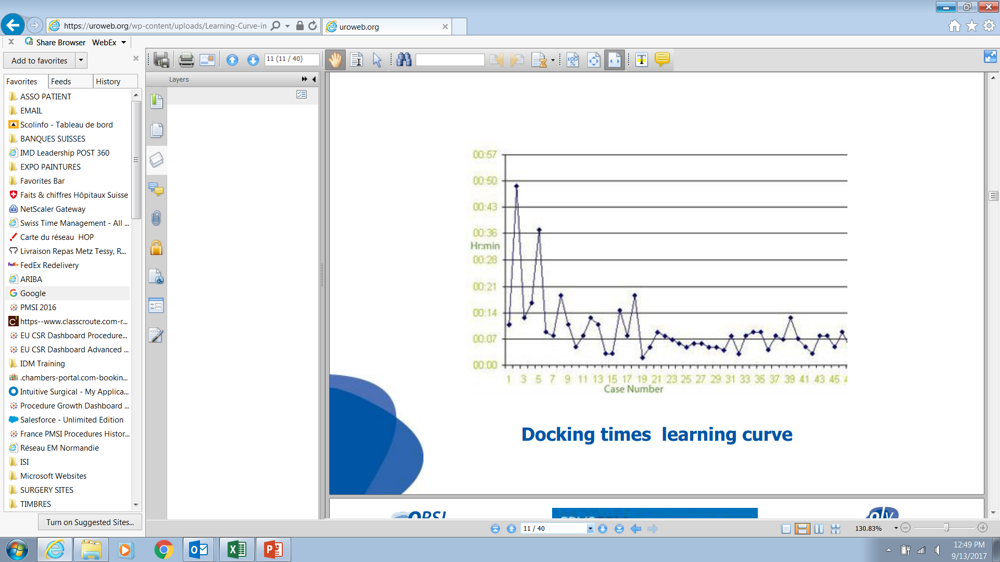 https://uroweb.org/wp-content/uploads/Learning-Curve-in
uroweb.org
x Share Browser WebEx
Add to favorites
11 (11 / 40)
Favorites Feeds History
Layers
ASSO PATIENT
EMAIL
Scolinfo - Tableau de bord
BANQUES SUISSES
IMD Leadership POST 360
EXPO PAINTURES
Favorites Bar
Faits & chiffres Hôpitaux Suisse
NetScaler Gateway
Swiss Time Management - All ...
Carte du réseau HOP
Livraison Repas Metz Tessy, R...
FedEx Redelivery
ARIBA
Google
PMSI 2016
https--www.classcroute.com-r...
EU CSR Dashboard Procedure...
EU CSR Dashboard Advanced ...
IDM Training
.chambers-portal.com-bookin...
Intuitive Surgical - My Applica...
Procedure Growth Dashboard ...
Salesforce - Unlimited Edition
France PMSI Procedures Histor...
Réseau EM Normandie
ISI
Microsoft Websites
SURGERY SITES
TIMBRES
Turn on Suggested Sites...
00:57
00:50
00:43
00:36
Hr:min
00:28
00:21
00:14
00:07
00:00
1 3 5 7 9 11 13 15 17 19 21 23 25 27 29 31 33 35 37 39 41 43 45
Case Number
Docking times learning curve
11 / 40
130.83%
12:49 PM
9/13/2017